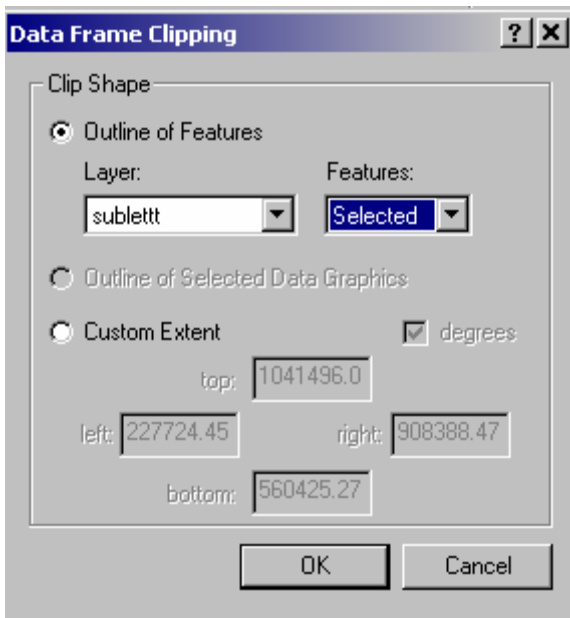 Data Frame Clipping
Clip Shape
Outline of Features
Layer: Features:
sublettt Selected
Outline of Selected Data Graphics
Custom Extent degrees
top: 1041496.0
left: 227724.45 right: 908388.47
bottom: 560425.27
OK Cancel